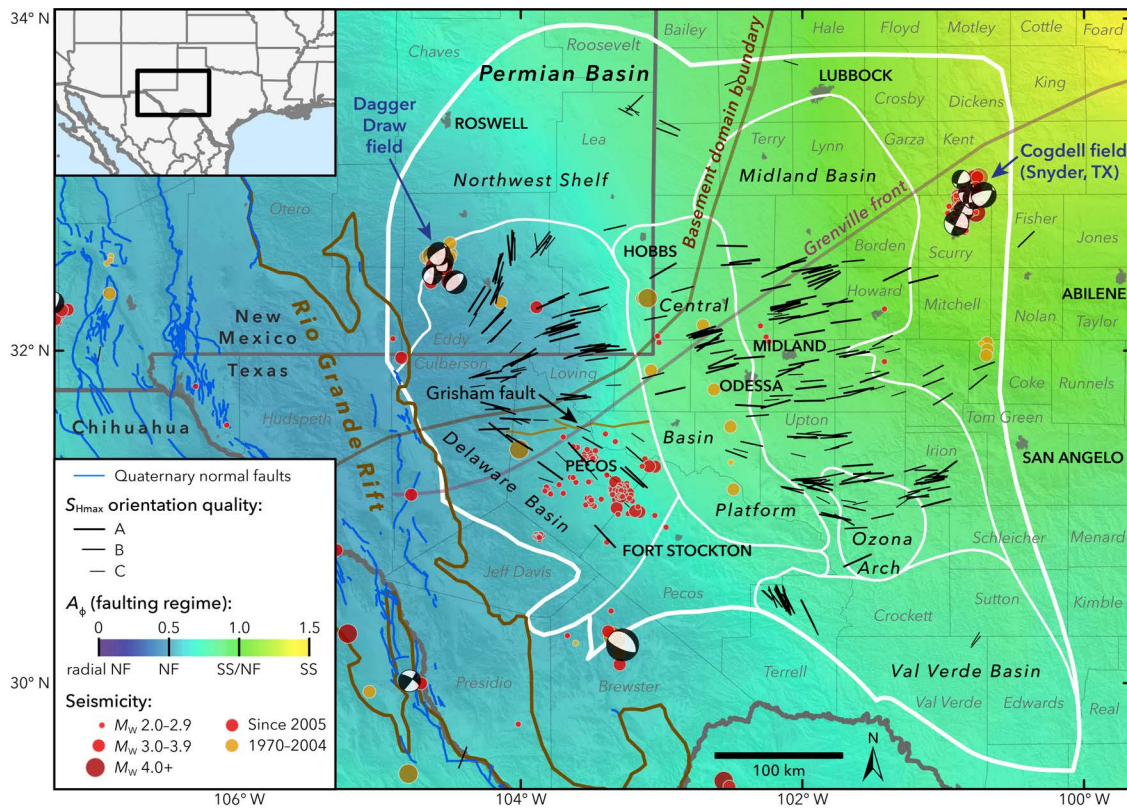 34° N
32° N
30° N
106° W
104° W
102° W
100° W
Chaves
Roosevelt
Bailey
Hale
Floyd
Motley
Cottle
Foard
Permian Basin
LUBBOCK
King
Dagger
Draw
field
ROSWELL
Crosby
Dickens
Lea
Terry
Lynn
Garza
Kent
Cogdell field
(Snyder, TX)
Basement domain boundary
Northwest Shelf
Midland Basin
Otero
Grenville front
Fisher
Jones
HOBBS
Borden
Scurry
Central
Howard
Mitchell
ABILENE
Nolan
Taylor
New
Mexico
Texas
Rio Grande Rift
Eddy
Culberson
Loving
MIDLAND
ODESSA
Coke
Runnels
Grisham fault
Hudspeth
Chihuahua
Tom Green
Upton
Basin
Irion
SAN ANGELO
PECOS
Delaware Basin
Platform
Ozona
Arch
Schleicher
Menard
FORT STOCKTON
Jeff Davis
Pecos
Crockett
Sutton
Kimble
Presidio
Brewster
Terrell
Val Verde Basin
Val Verde
Edwards
Real
Quaternary normal faults
SHmax orientation quality:
A
B
C
Aϕ (faulting regime):
0
0.5
1.0
1.5
radial NF
NF
SS/NF
SS
Seismicity:
MW 2.0–2.9
Since 2005
MW 3.0–3.9
1970–2004
MW 4.0+
100 km
N